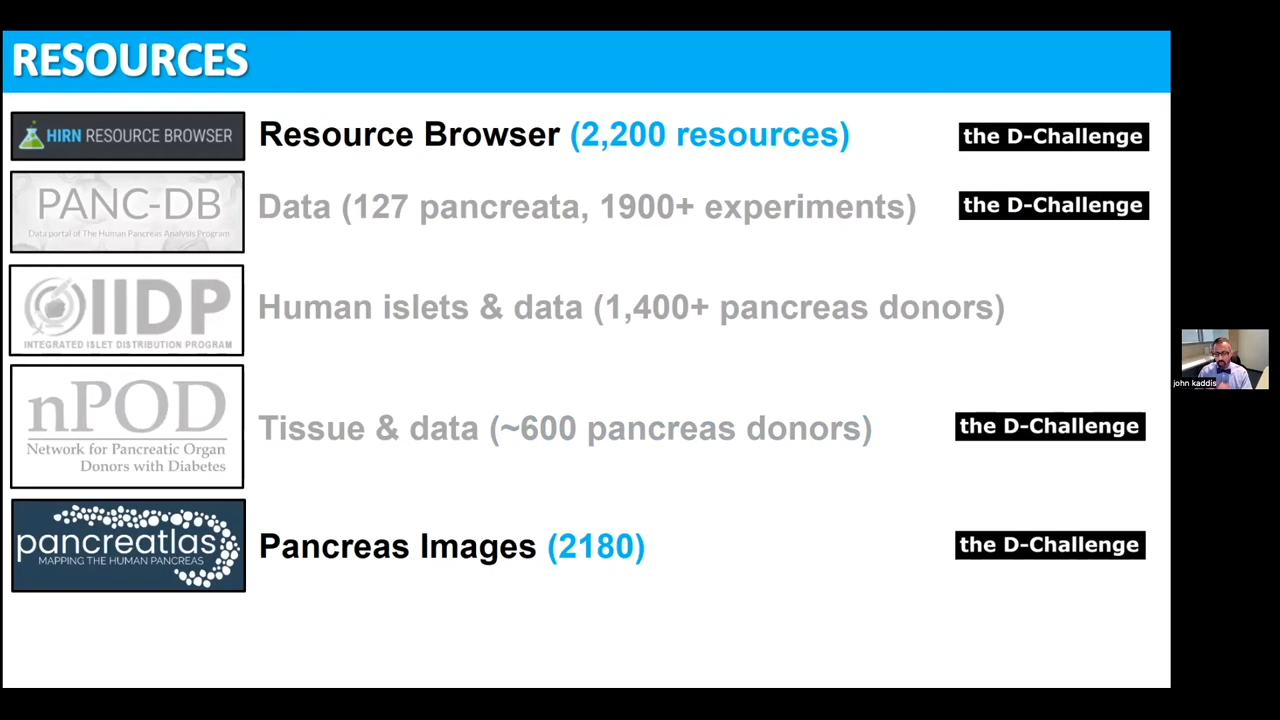 RESOURCES
HIRN RESOURCE BROWSER
Resource Browser (2,200 resources)
the D-Challenge
PANC-DB
Data portal of The Human Pancreas Analysis Program
Data (127 pancreata, 1900+ experiments)
the D-Challenge
IIDP
INTEGRATED ISLET DISTRIBUTION PROGRAM
Human islets & data (1,400+ pancreas donors)
nPOD
Network for Pancreatic Organ
Donors with Diabetes
Tissue & data (~600 pancreas donors)
the D-Challenge
pancreatlas
MAPPING THE HUMAN PANCREAS
Pancreas Images (2180)
the D-Challenge
john kaddis